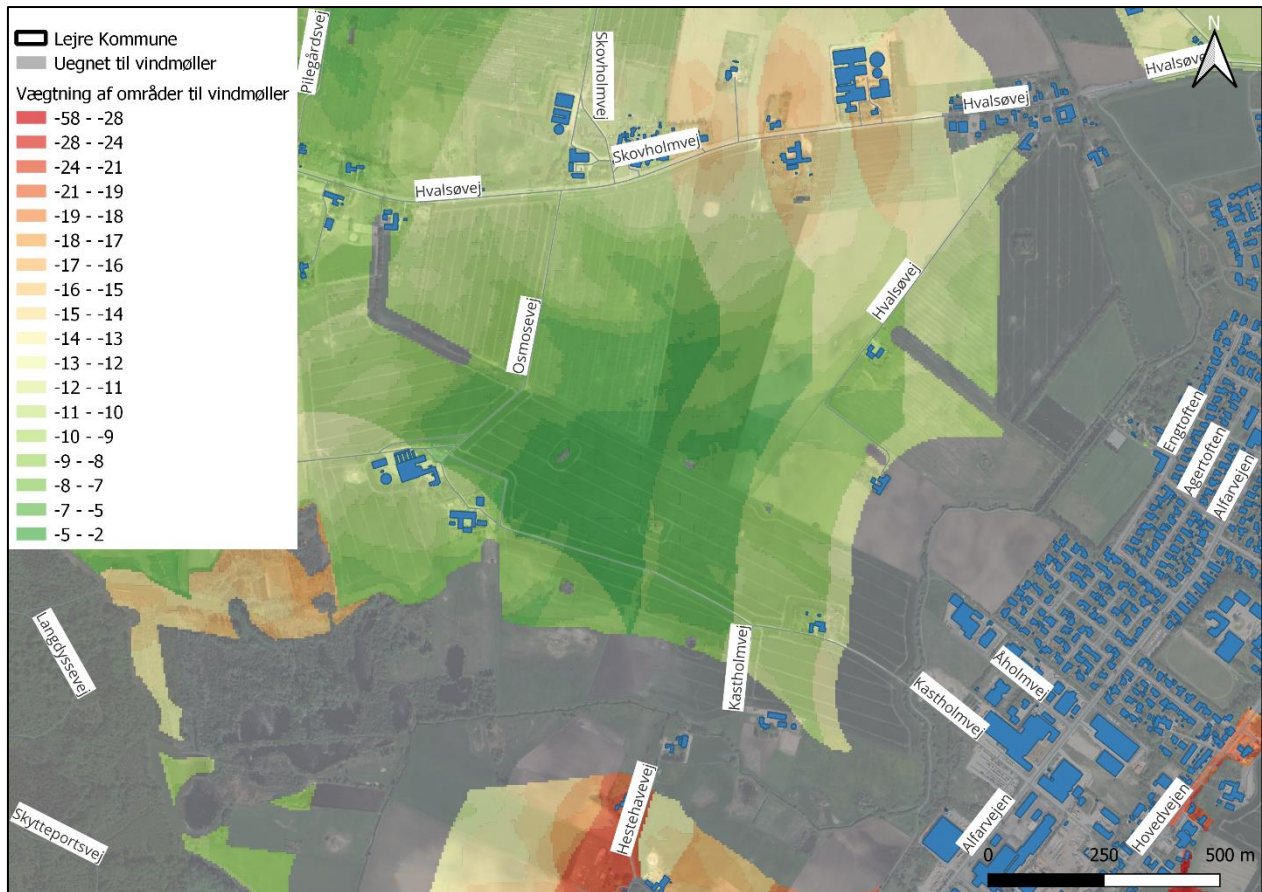 Lejre Kommune
Uegnet til vindmøller
Vægtning af områder til vindmøller
-58 - -28
-28 - -24
-24 - -21
-21 - -19
-19 - -18
-18 - -17
-17 - -16
-16 - -15
-15 - -14
-14 - -13
-13 - -12
-12 - -11
-11 - -10
-10 - -9
-9 - -8
-8 - -7
-7 - -5
-5 - -2
Pilegårdsvej
Skovholmvej
N
Hvalsøvej
Hvalsøvej
Skovholmvej
Hvalsøvej
Hvalsøvej
Osmosevej
Engtoften
Agertoften
Alfarvejen
Langdyssevej
Kastholmvej
Åholmvej
Kastholmvej
Skytteportsvej
Hestehavevej
Alfarvejen
Hovedvejen
0 250 500 m